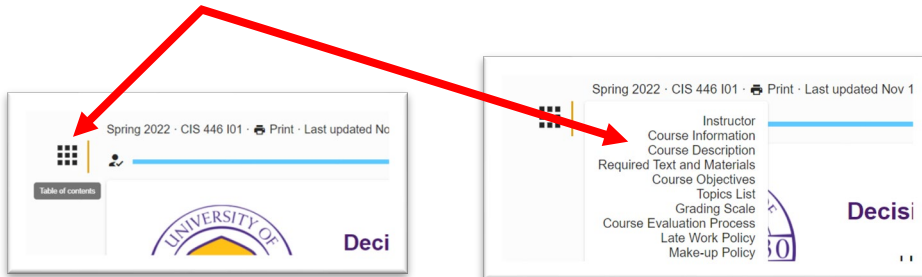 Spring 2022 · CIS 446 I01 · Print · Last updated No
Table of contents
UNIVERSITY OF
Deci
Spring 2022 · CIS 446 I01 · Print · Last updated Nov 1
Instructor
Course Information
Course Description
Required Text and Materials
Course Objectives
Topics List
Grading Scale
Course Evaluation Process
Late Work Policy
Make-up Policy
Decisi